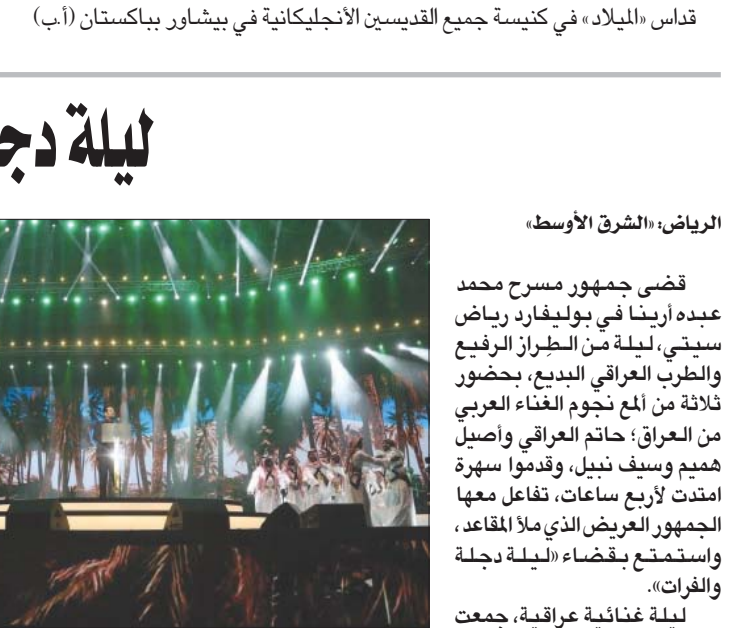 قداس «الميلاد» في كنيسة جميع القديسين الأنجليكانية في بيشاور بباكستان (أ.ب)
ليلة
الرياض: «الشرق الأوسط»
قضى جمهور مسرح محمد
عبده أرينا في بوليفارد رياض
سيتي، ليلة من الطِراز الرفيع
والطرب العراقي البديع، بحضور
ثلاثة من ألمع نجوم الغناء العربي
من العراق؛ حاتم العراقي وأصيل
هميم وسيف نبيل، وقدموا سهرة
امتدت لأربع ساعات، تفاعل معها
الجمهور العريض الذي ملأ المقاعد،
واستمتع بقضاء «ليلة دجلة
والفرات».
ليلة غنائية عراقية، جمعت